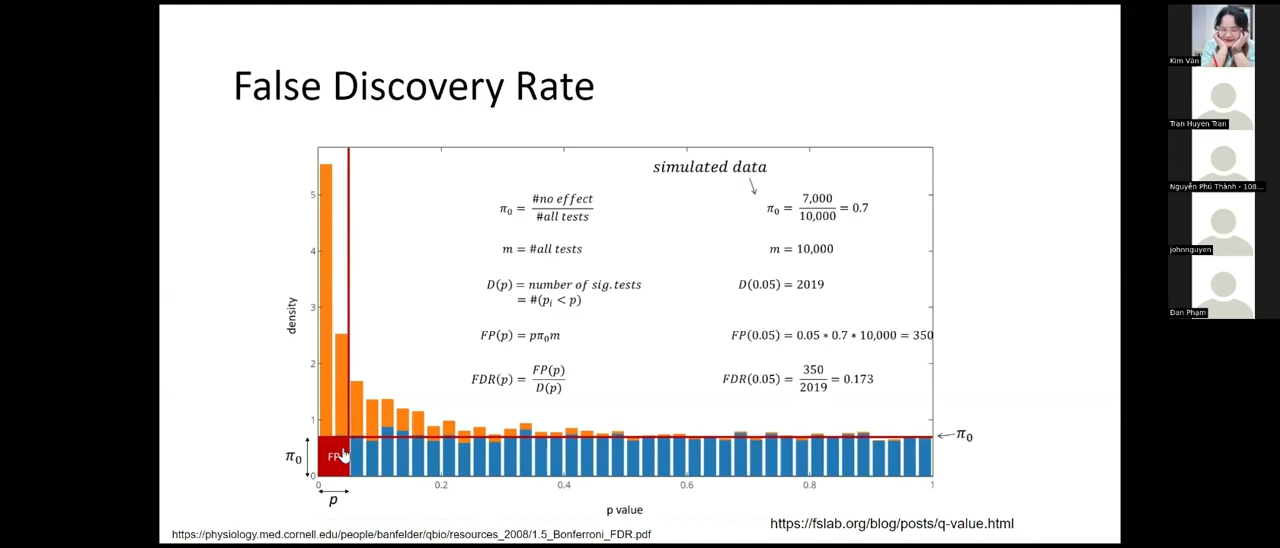 False Discovery Rate
simulated data
π₀ = #no effect / #all tests
π₀ = 7,000 / 10,000 = 0.7
m = #all tests
m = 10,000
D(p) = number of sig. tests
= #(pᵢ < p)
D(0.05) = 2019
FP(p) = pπ₀m
FP(0.05) = 0.05 * 0.7 * 10,000 = 350
FDR(p) = FP(p) / D(p)
FDR(0.05) = 350 / 2019 = 0.173
density
5
4
3
2
1
0
π₀
FP
π₀
0
0.2
0.4
0.6
0.8
1
p
p value
https://fslab.org/blog/posts/q-value.html
https://physiology.med.cornell.edu/people/banfelder/qbio/resources_2008/1.5_Bonferroni_FDR.pdf
Kim Vân
Tran Huyen Tran
Nguyễn Phú Thành - 108...
johnnguyen
Đan Phạm